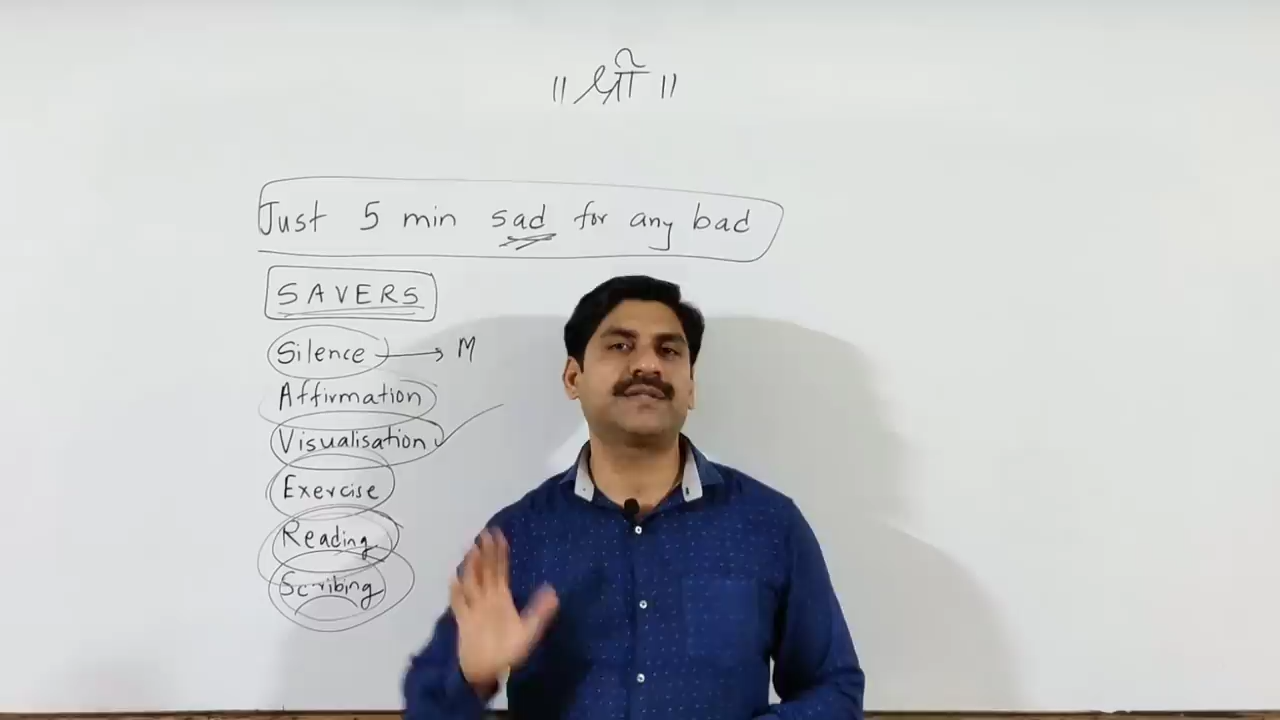 ॥ श्री ॥
Just 5 min sad for any bad
SAVERS
Silence → M
Affirmation
Visualisation
Exercise
Reading
Scribing